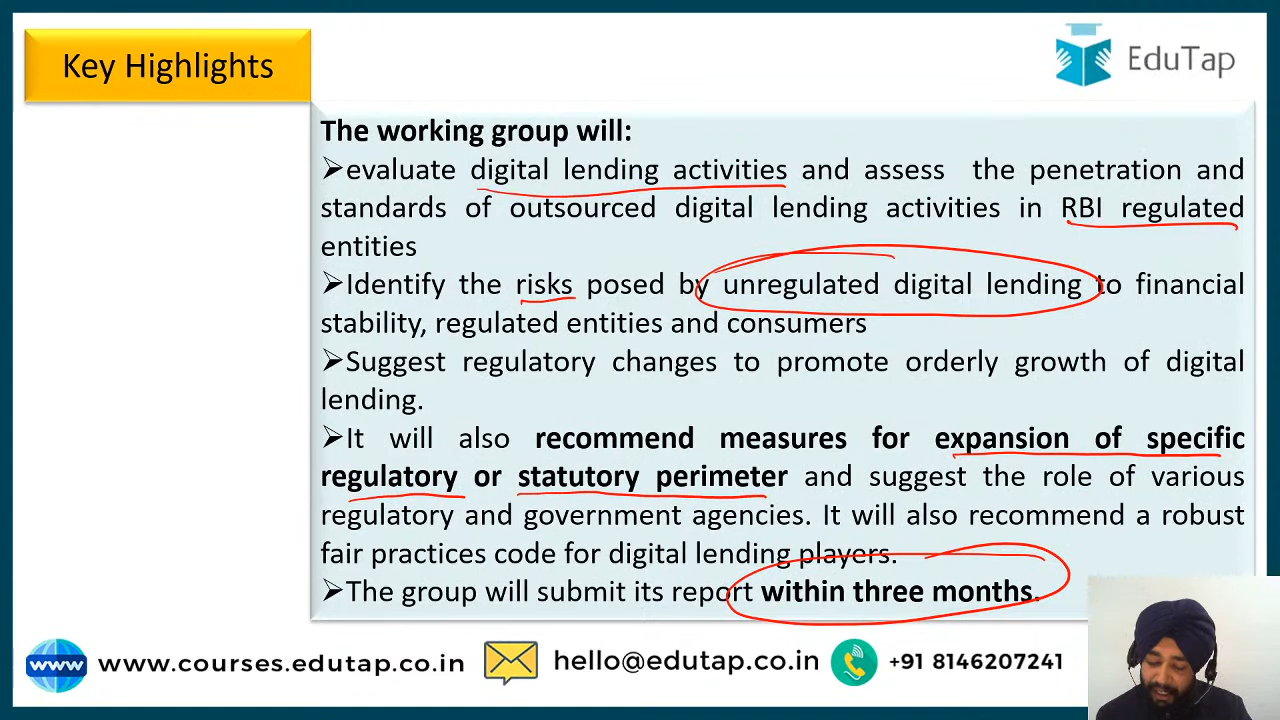 Key Highlights
EduTap
The working group will:
➢evaluate digital lending activities and assess the penetration and
standards of outsourced digital lending activities in RBI regulated
entities
➢Identify the risks posed by unregulated digital lending to financial
stability, regulated entities and consumers
➢Suggest regulatory changes to promote orderly growth of digital
lending.
➢It will also recommend measures for expansion of specific
regulatory or statutory perimeter and suggest the role of various
regulatory and government agencies. It will also recommend a robust
fair practices code for digital lending players.
➢The group will submit its report within three months.
www www.courses.edutap.co.in hello@edutap.co.in +91 8146207241